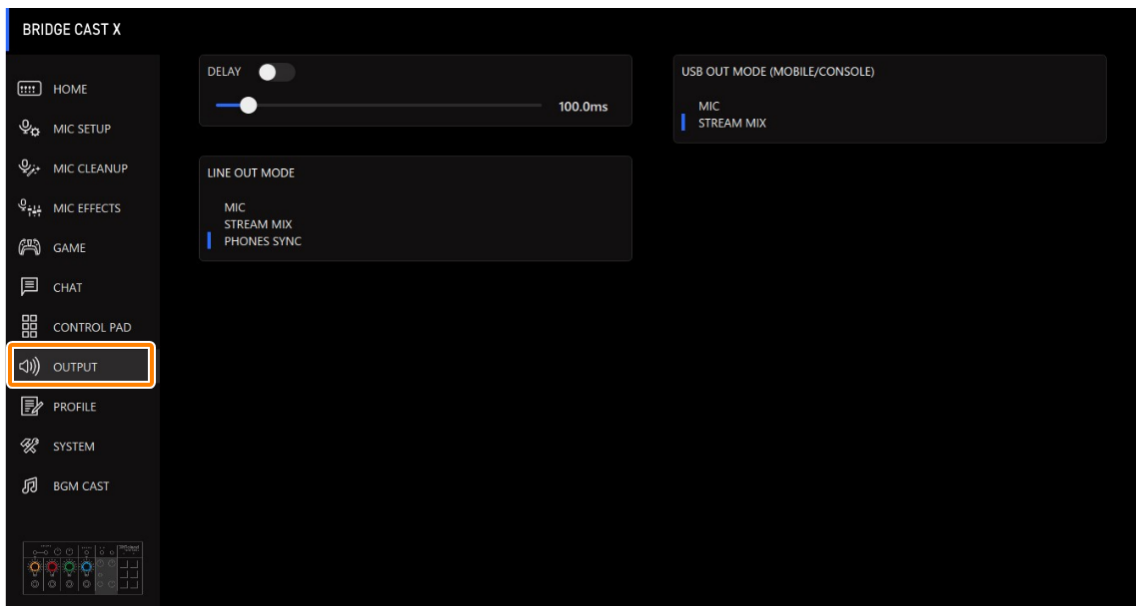 BRIDGE CAST X
HOME
MIC SETUP
MIC CLEANUP
MIC EFFECTS
GAME
CHAT
CONTROL PAD
OUTPUT
PROFILE
SYSTEM
BGM CAST
DELAY
100.0ms
LINE OUT MODE
MIC
STREAM MIX
PHONES SYNC
USB OUT MODE (MOBILE/CONSOLE)
MIC
STREAM MIX